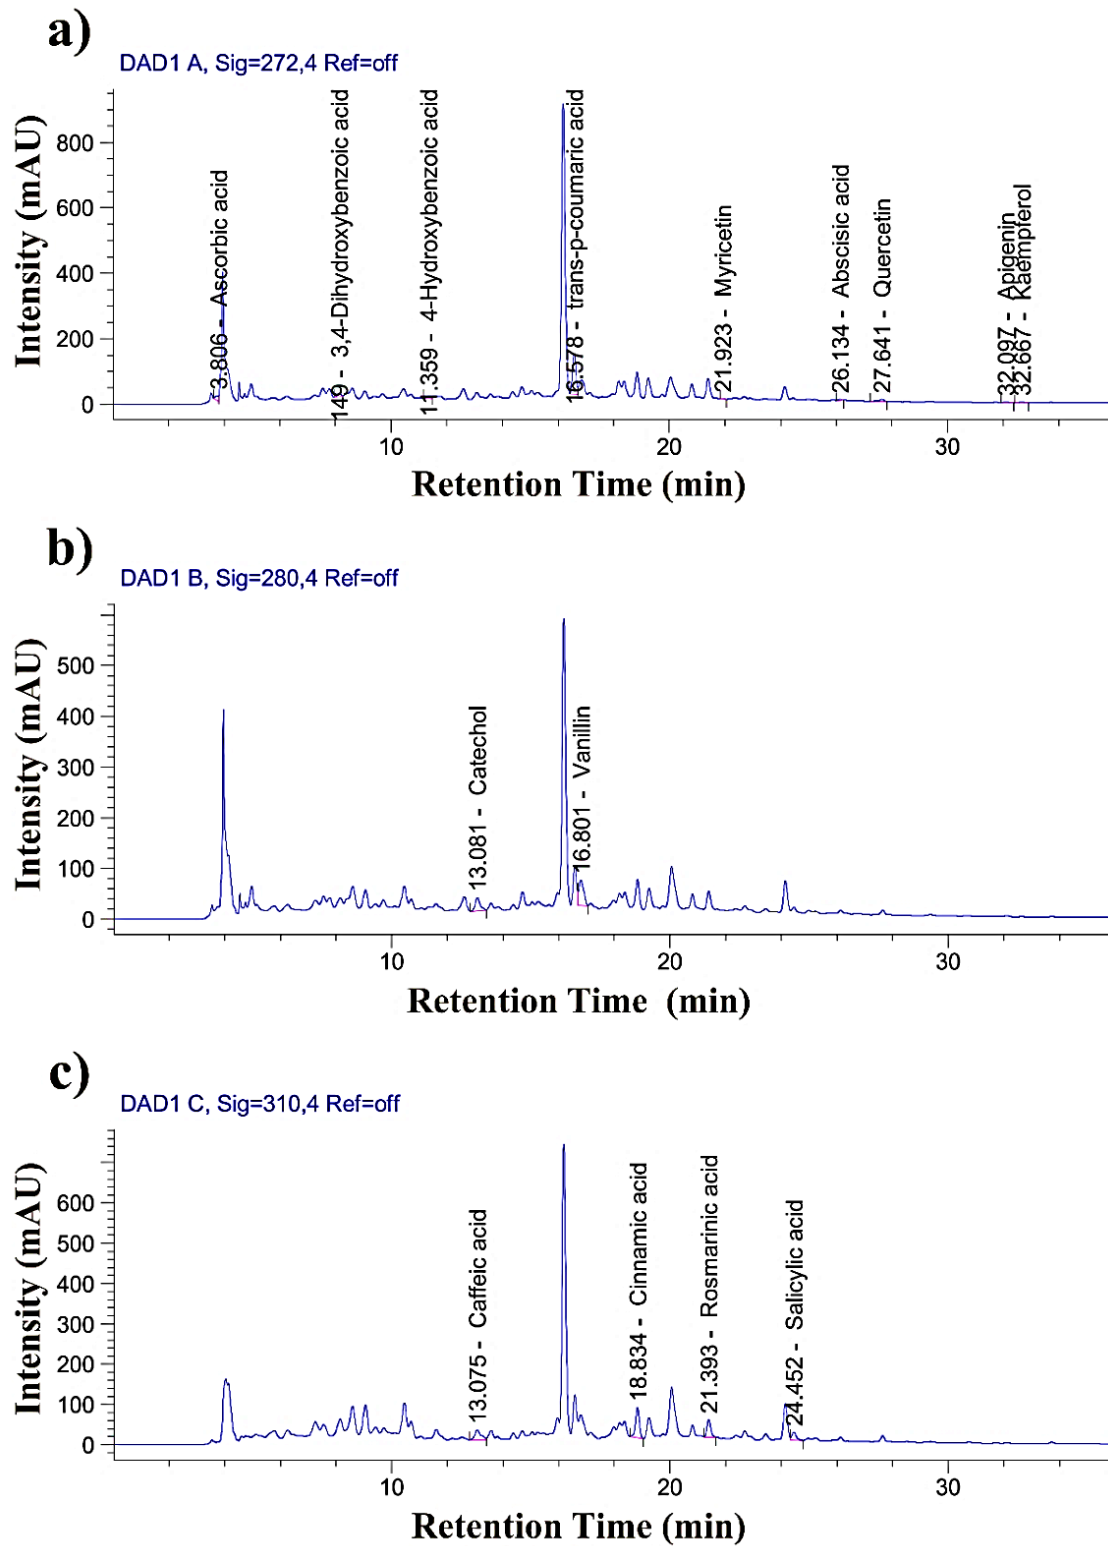 a)
DAD1 A, Sig=272,4 Ref=off
Intensity (mAU)
800
600
400
200
0
3.806 - Ascorbic acid
149 - 3,4-Dihydroxybenzoic acid
11.359 - 4-Hydroxybenzoic acid
16.578 - trans-p-coumaric acid
21.923 - Myricetin
26.134 - Abscisic acid
27.641 - Quercetin
32.097 - Apigenin
32.667 - Kaempferol
10
20
30
Retention Time (min)
b)
DAD1 B, Sig=280,4 Ref=off
Intensity (mAU)
500
400
300
200
100
0
13.081 - Catechol
16.801 - Vanillin
10
20
30
Retention Time (min)
c)
DAD1 C, Sig=310,4 Ref=off
Intensity (mAU)
600
500
400
300
200
100
0
13.075 - Caffeic acid
18.834 - Cinnamic acid
21.393 - Rosmarinic acid
24.452 - Salicylic acid
10
20
30
Retention Time (min)